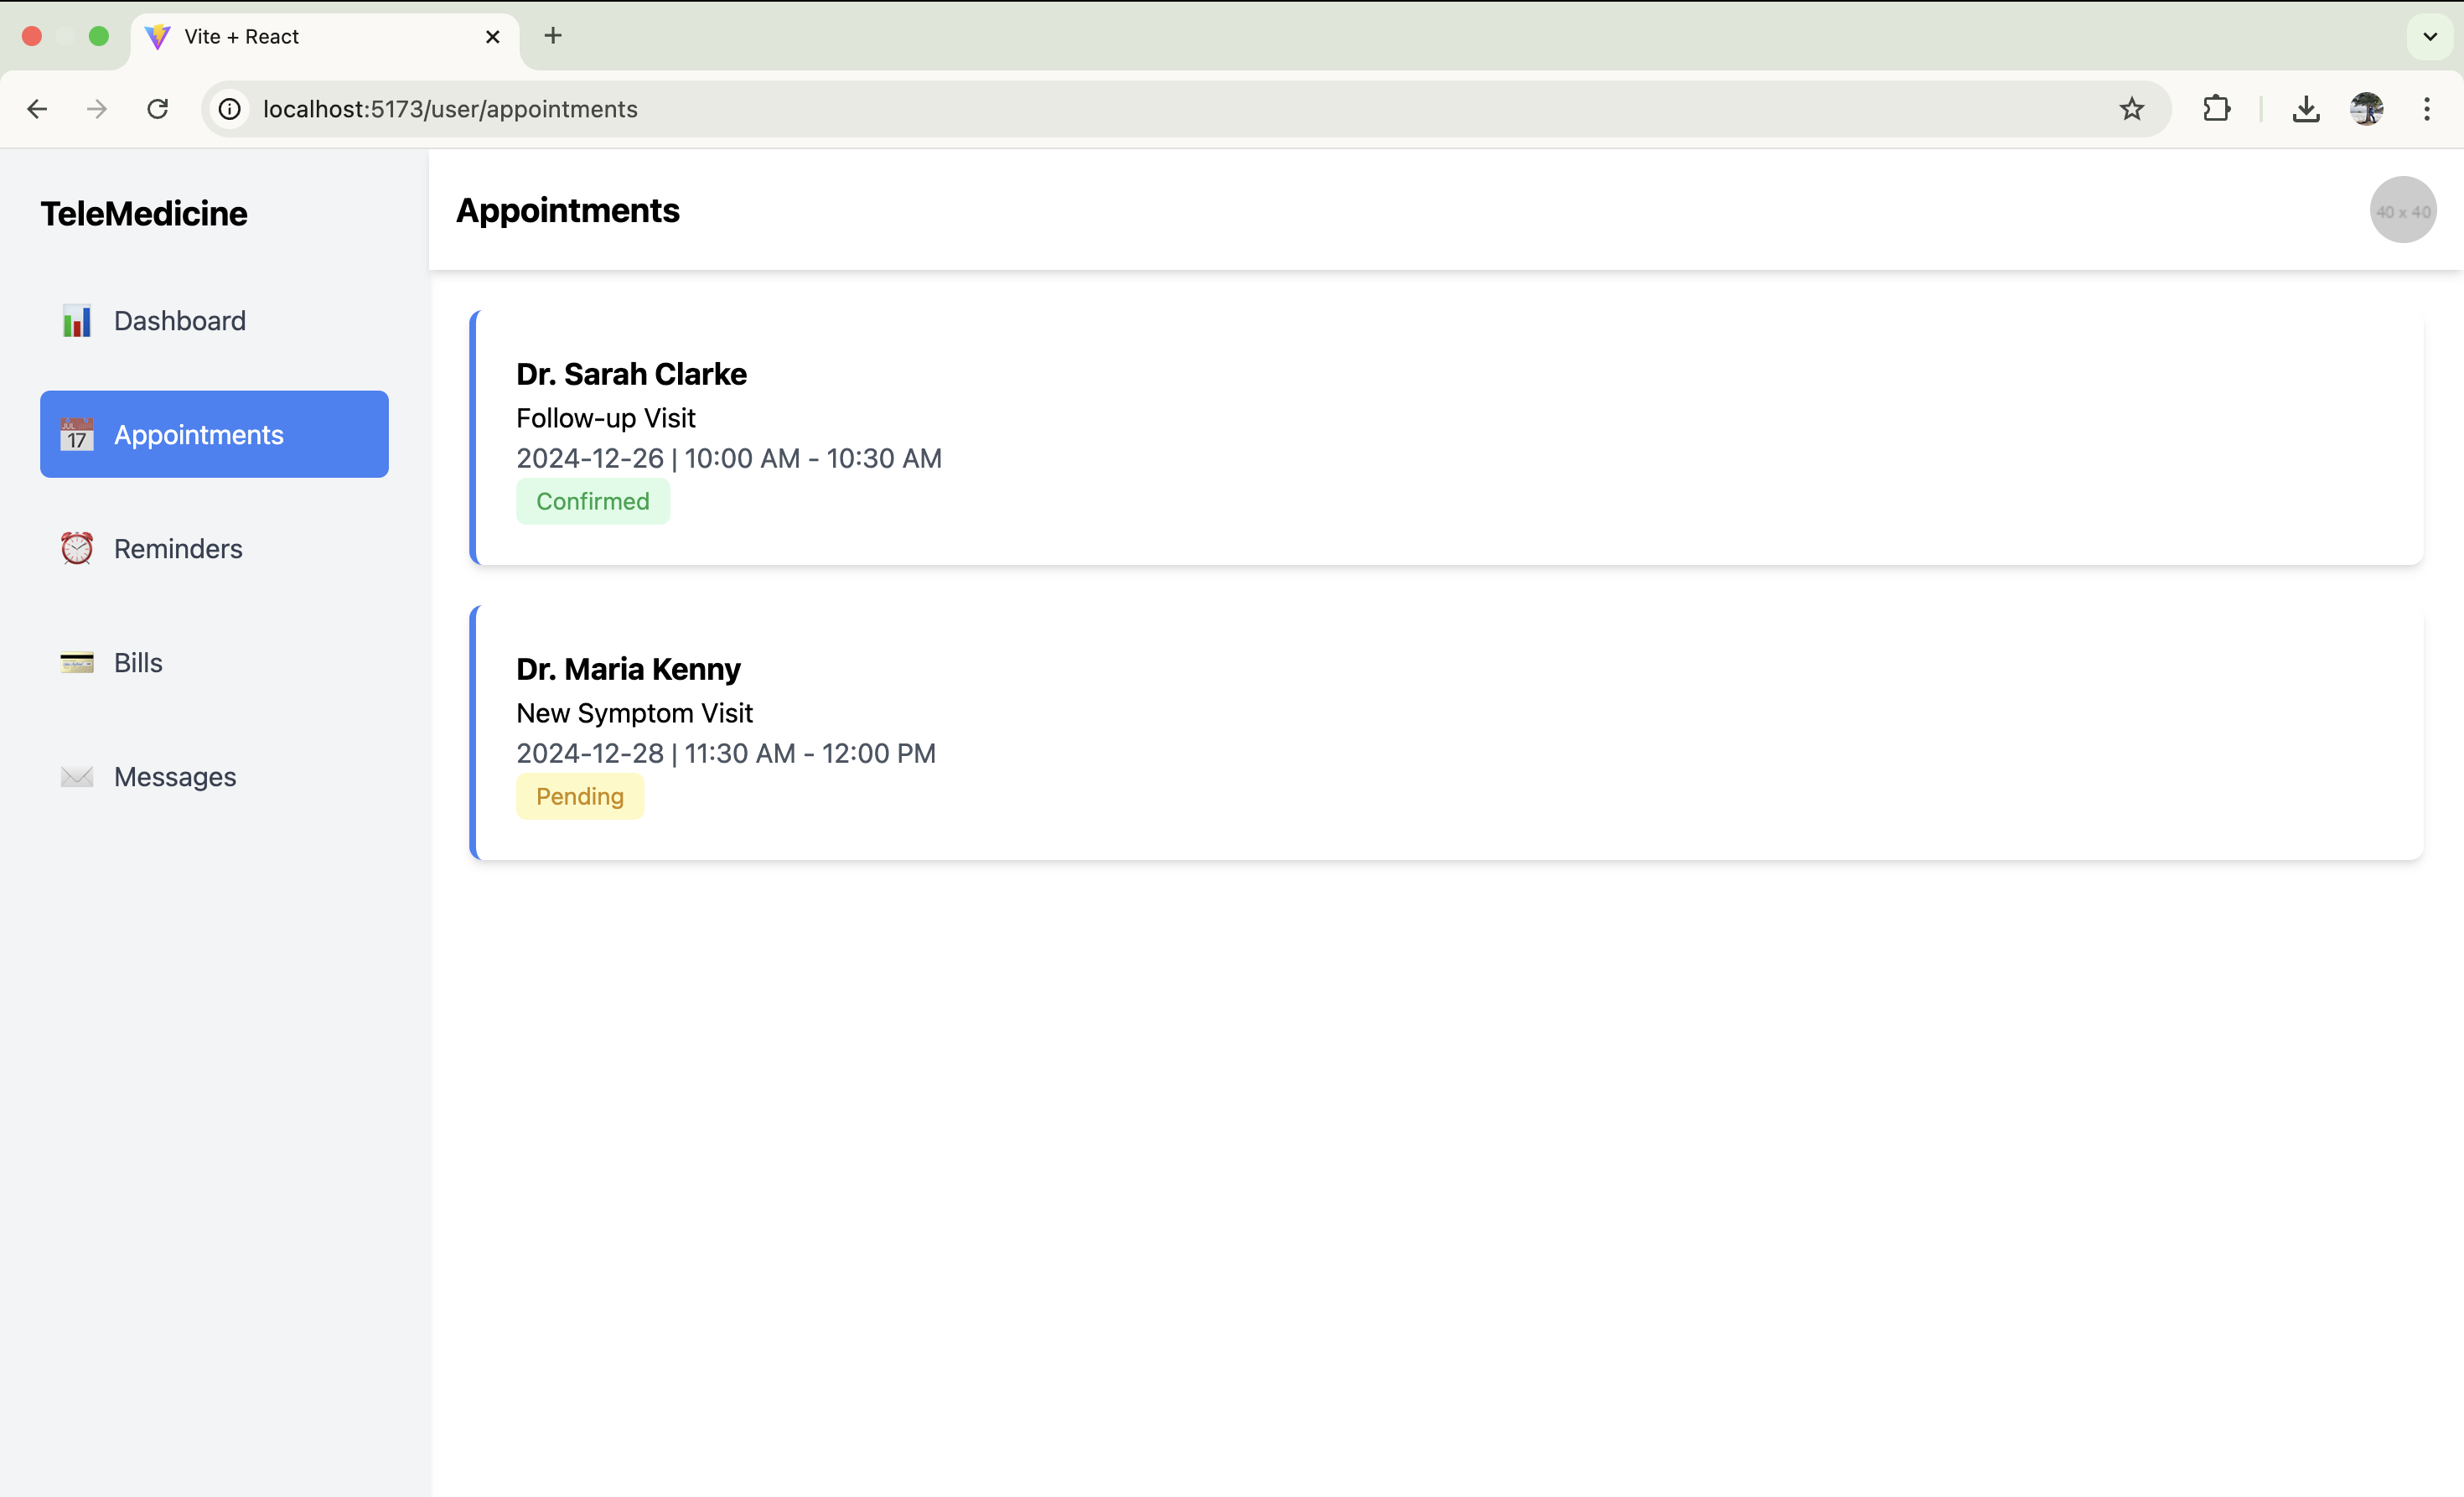 Vite + React
localhost:5173/user/appointments
TeleMedicine
Dashboard
Appointments
Reminders
Bills
Messages
Appointments
40 x 40
Dr. Sarah Clarke
Follow-up Visit
2024-12-26 | 10:00 AM - 10:30 AM
Confirmed
Dr. Maria Kenny
New Symptom Visit
2024-12-28 | 11:30 AM - 12:00 PM
Pending
JUL
17